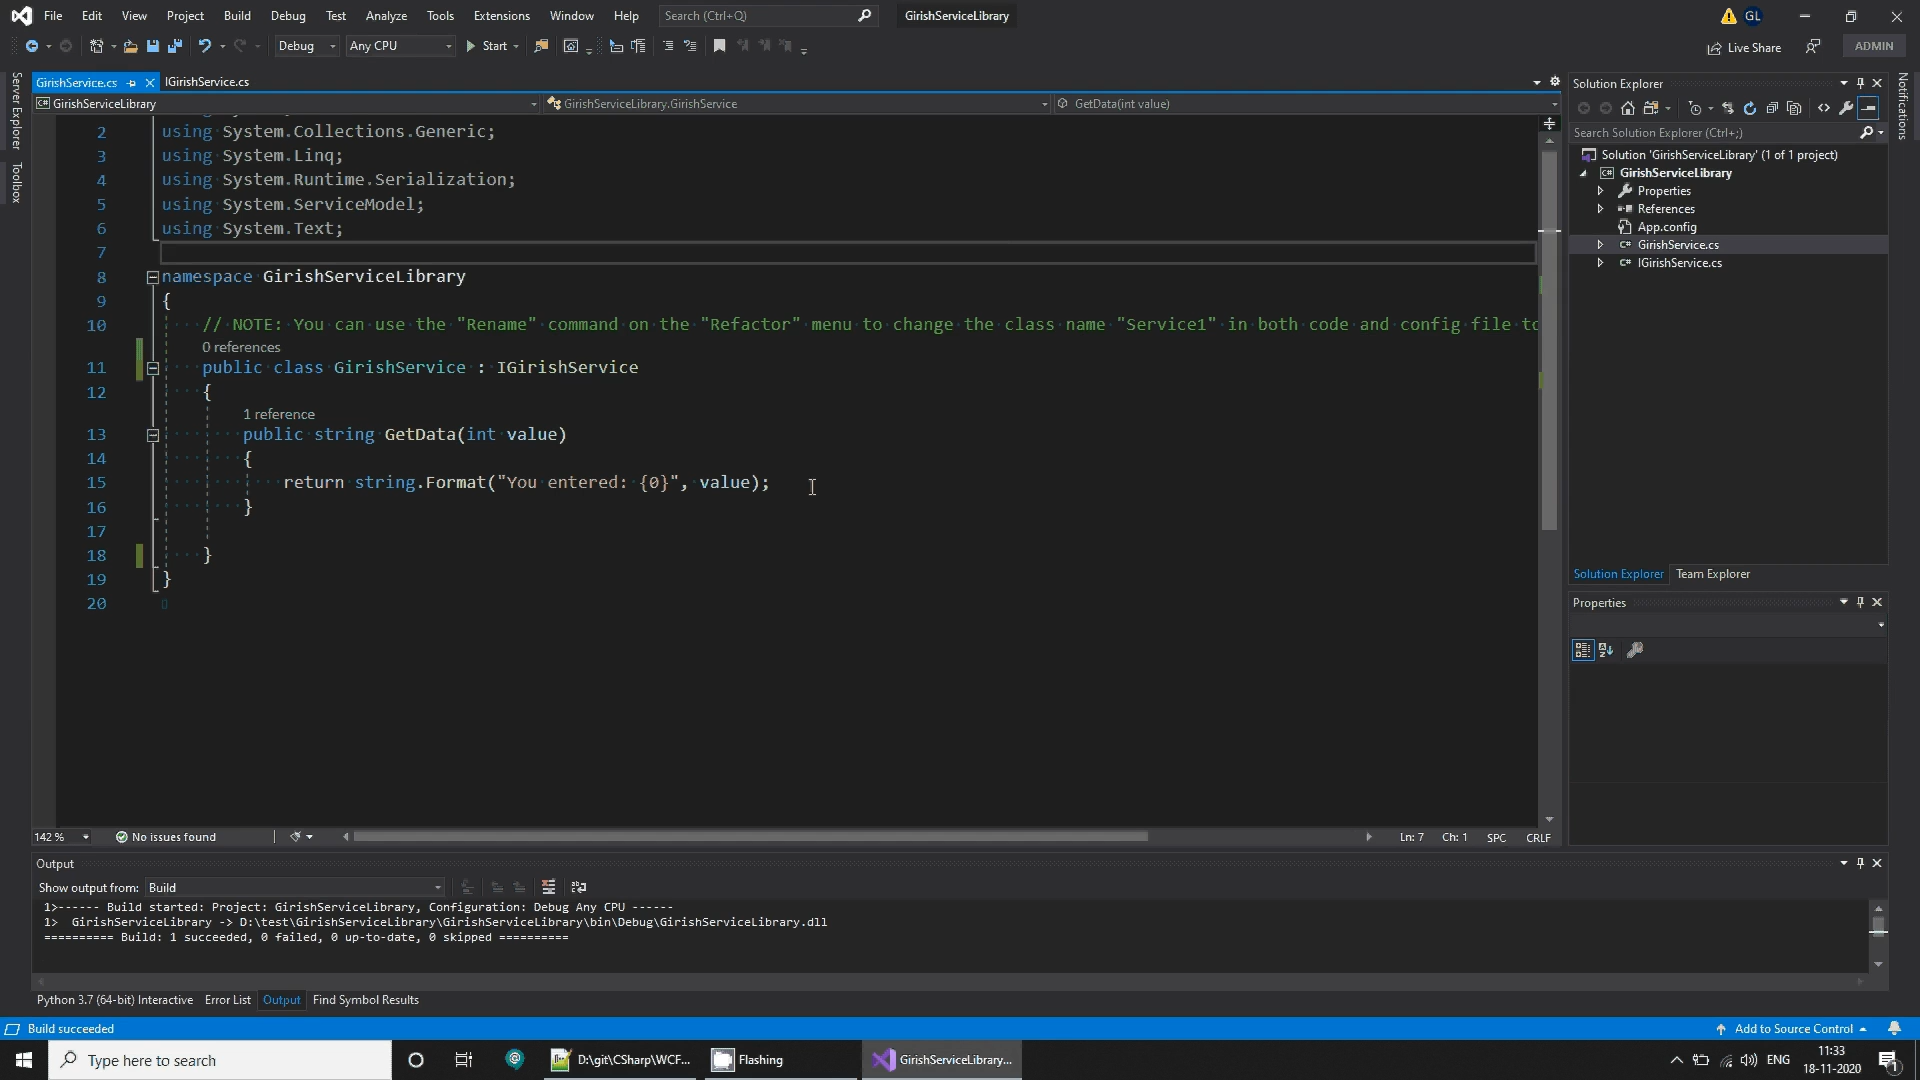 File Edit View Project Build Debug Test Analyze Tools Extensions Window Help Search (Ctrl+Q) GirishServiceLibrary GL
Debug Any CPU Start Live Share ADMIN
Server Explorer
Toolbox
GirishService.cs IGirishService.cs
GirishServiceLibrary GirishServiceLibrary.GirishService GetData(int value)
2 using System.Collections.Generic;
3 using System.Linq;
4 using System.Runtime.Serialization;
5 using System.ServiceModel;
6 using System.Text;
7
8 namespace GirishServiceLibrary
9 {
10 // NOTE: You can use the "Rename" command on the "Refactor" menu to change the class name "Service1" in both code and config file to
0 references
11 public class GirishService : IGirishService
12 {
1 reference
13 public string GetData(int value)
14 {
15 return string.Format("You entered: {0}", value);
16 }
17
18 }
19 }
20
142 % No issues found Ln: 7 Ch: 1 SPC CRLF
Solution Explorer
Search Solution Explorer (Ctrl+;)
Solution 'GirishServiceLibrary' (1 of 1 project)
GirishServiceLibrary
Properties
References
App.config
GirishService.cs
IGirishService.cs
Solution Explorer Team Explorer
Properties
Notifications
Output
Show output from: Build
1>------ Build started: Project: GirishServiceLibrary, Configuration: Debug Any CPU ------
1> GirishServiceLibrary -> D:\test\GirishServiceLibrary\GirishServiceLibrary\bin\Debug\GirishServiceLibrary.dll
========== Build: 1 succeeded, 0 failed, 0 up-to-date, 0 skipped ==========
Python 3.7 (64-bit) Interactive Error List Output Find Symbol Results
Build succeeded Add to Source Control
Type here to search D:\git\CSharp\WCF... Flashing GirishServiceLibrary... ENG 11:33
18-11-2020 1